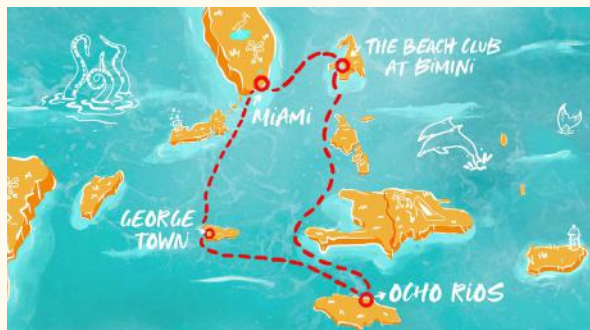 THE BEACH CLUB
AT BIMINI
MIAMI
GEORGE
TOWN
OCHO RIOS